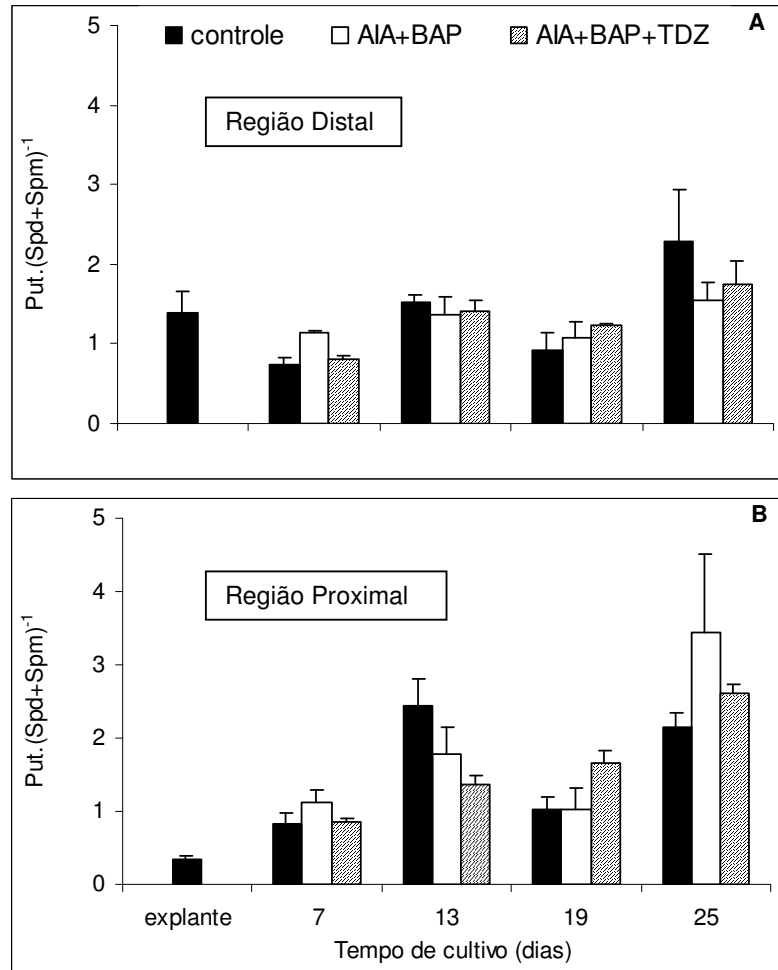 controle AIA+BAP AIA+BAP+TDZ A
Região Distal
Put.(Spd+Spm)⁻¹
5
4
3
2
1
0
B
Região Proximal
Put.(Spd+Spm)⁻¹
5
4
3
2
1
0
explante 7 13 19 25
Tempo de cultivo (dias)